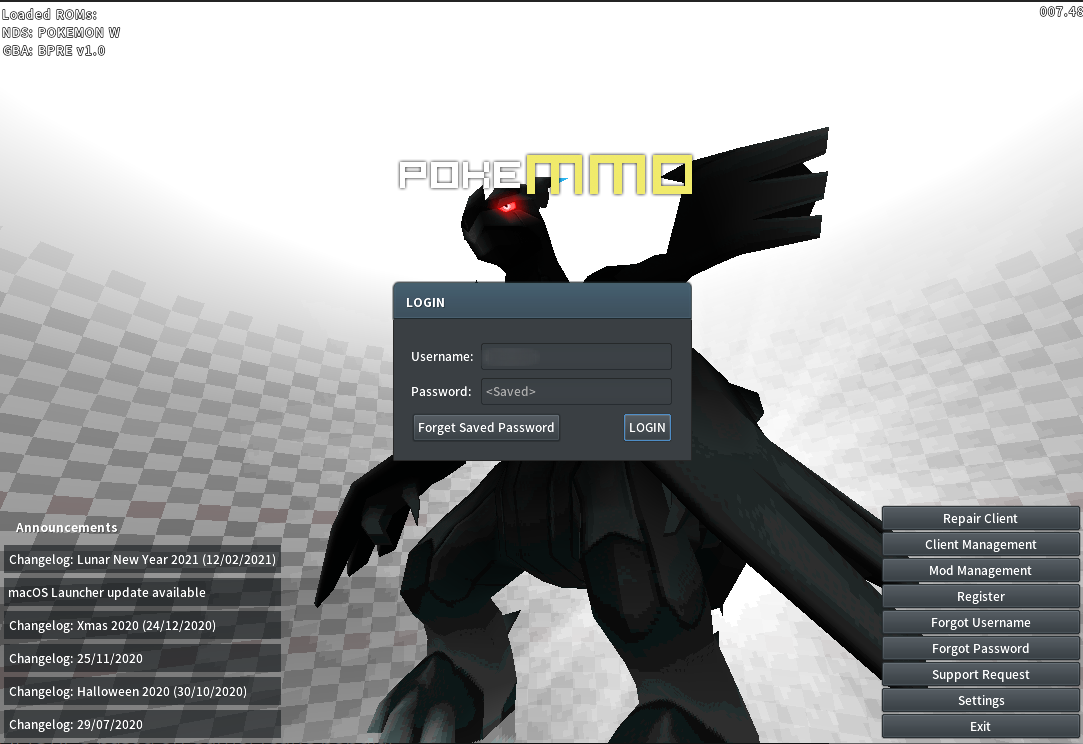 Loaded ROMs:
NDS: POKEMON W
GBA: BPRE v1.0
007.48
POKEMMO
LOGIN
Username:
Password: <Saved>
Forget Saved Password LOGIN
Announcements
Changelog: Lunar New Year 2021 (12/02/2021)
macOS Launcher update available
Changelog: Xmas 2020 (24/12/2020)
Changelog: 25/11/2020
Changelog: Halloween 2020 (30/10/2020)
Changelog: 29/07/2020
Repair Client
Client Management
Mod Management
Register
Forgot Username
Forgot Password
Support Request
Settings
Exit